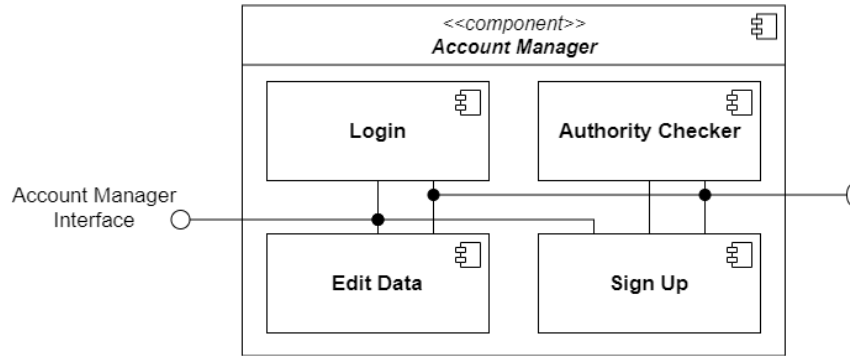 <<component>>
Account Manager
Login
Authority Checker
Account Manager
Interface
Edit Data
Sign Up